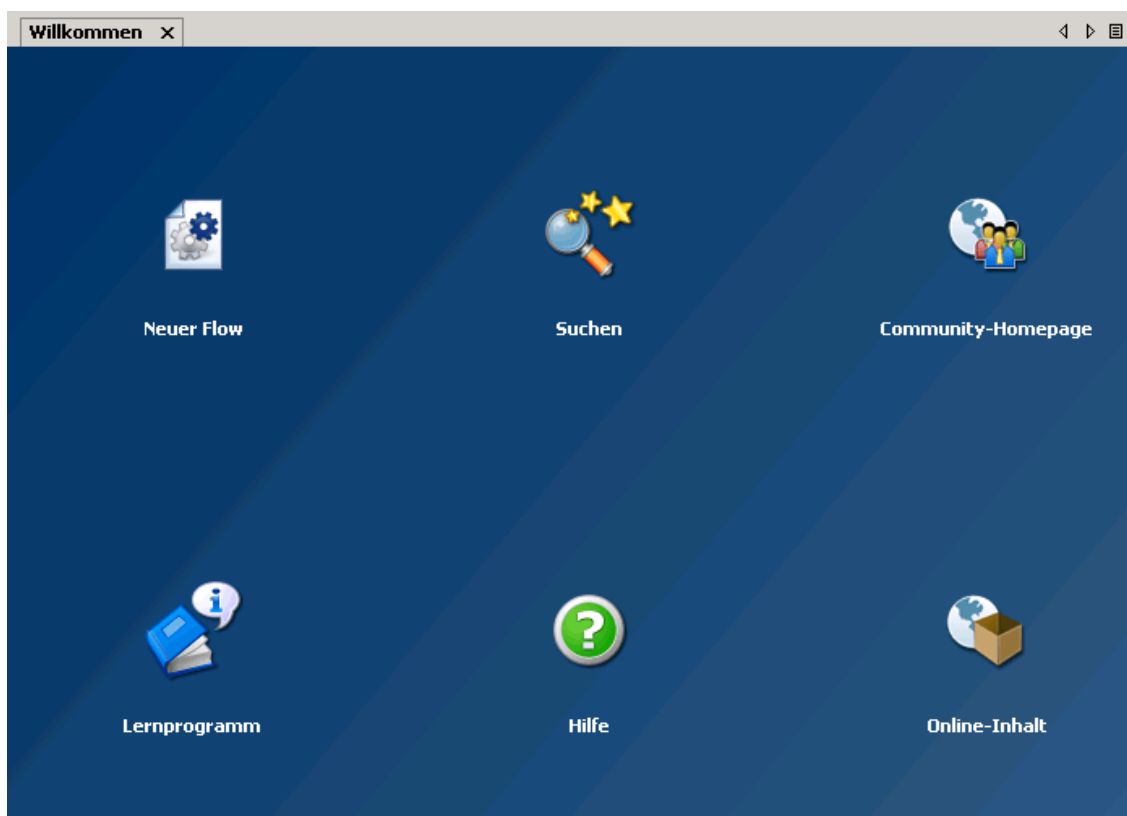 Willkommen
Neuer Flow
Suchen
Community-Homepage
Lernprogramm
Hilfe
Online-Inhalt